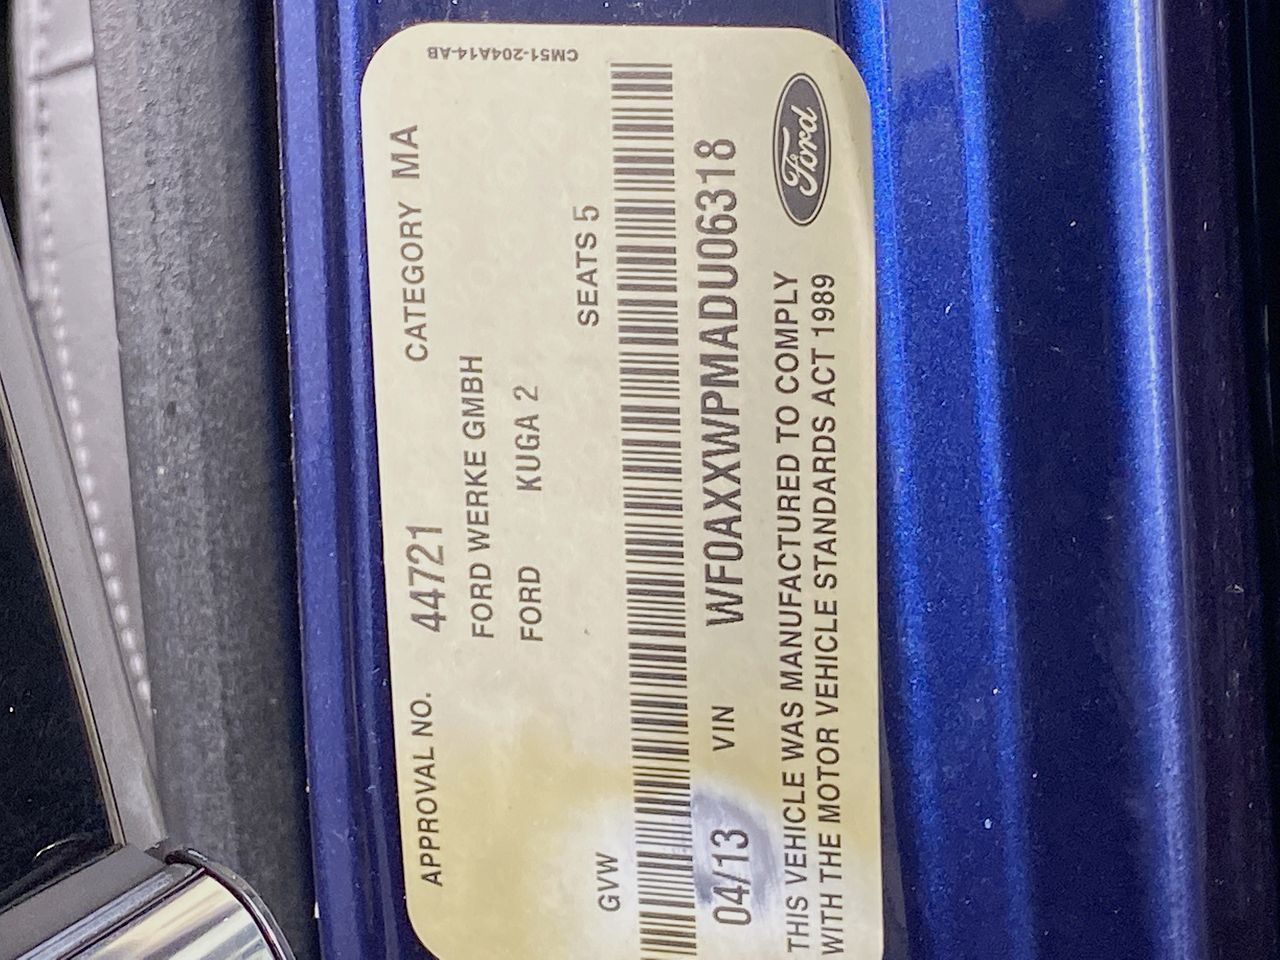 CM51-204A14-AB
APPROVAL NO. 44721 CATEGORY MA
FORD WERKE GMBH
FORD KUGA 2
GVW SEATS 5
04/13 VIN WF0AXXWPMADU06318
THIS VEHICLE WAS MANUFACTURED TO COMPLY
WITH THE MOTOR VEHICLE STANDARDS ACT 1989
Ford